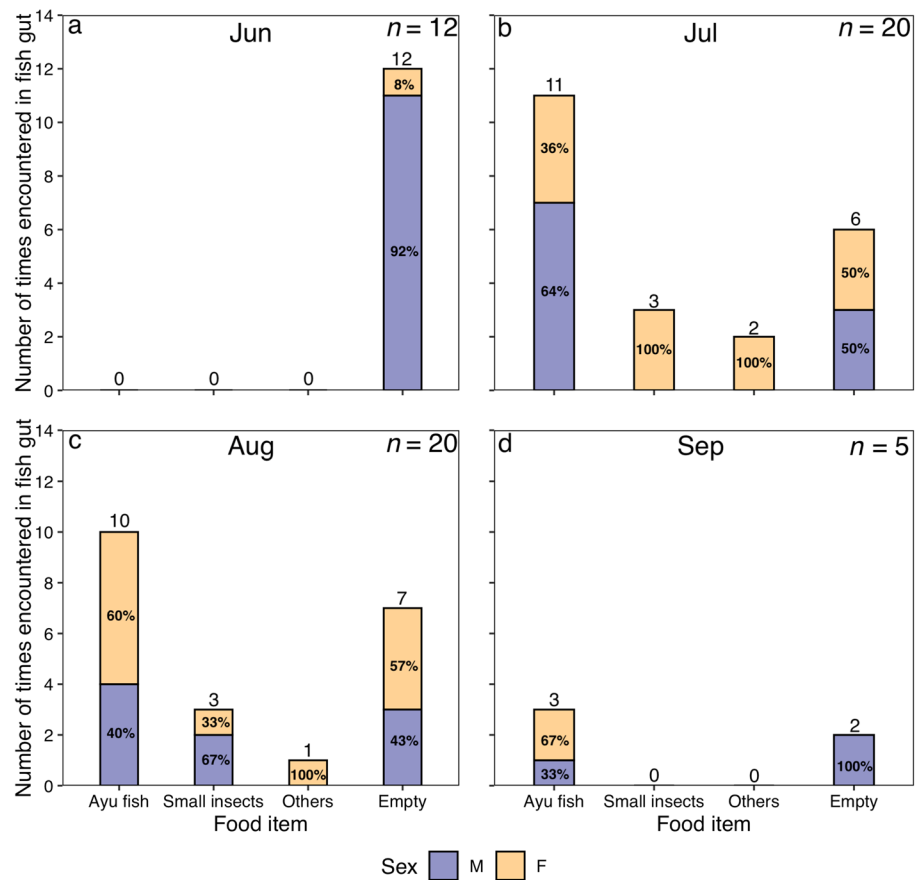 a Jun n = 12
Number of times encountered in fish gut
14
12
10
8
6
4
2
0
0 0 0 12
8%
92%
b Jul n = 20
11 3 2 6
36%
64%
100%
100%
50%
50%
c Aug n = 20
Number of times encountered in fish gut
14
12
10
8
6
4
2
0
10 3 1 7
60%
40%
33%
67%
100%
57%
43%
Ayu fish Small insects Others Empty
Food item
d Sep n = 5
3 0 0 2
67%
33%
100%
Ayu fish Small insects Others Empty
Food item
Sex M F